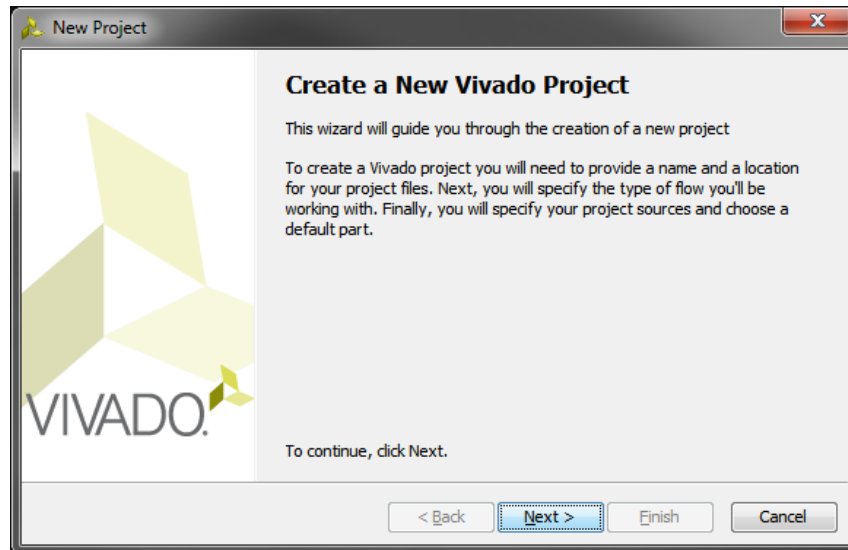 New Project
Create a New Vivado Project
This wizard will guide you through the creation of a new project
To create a Vivado project you will need to provide a name and a location
for your project files. Next, you will specify the type of flow you'll be
working with. Finally, you will specify your project sources and choose a
default part.
VIVADO.
To continue, click Next.
< Back Next > Finish Cancel